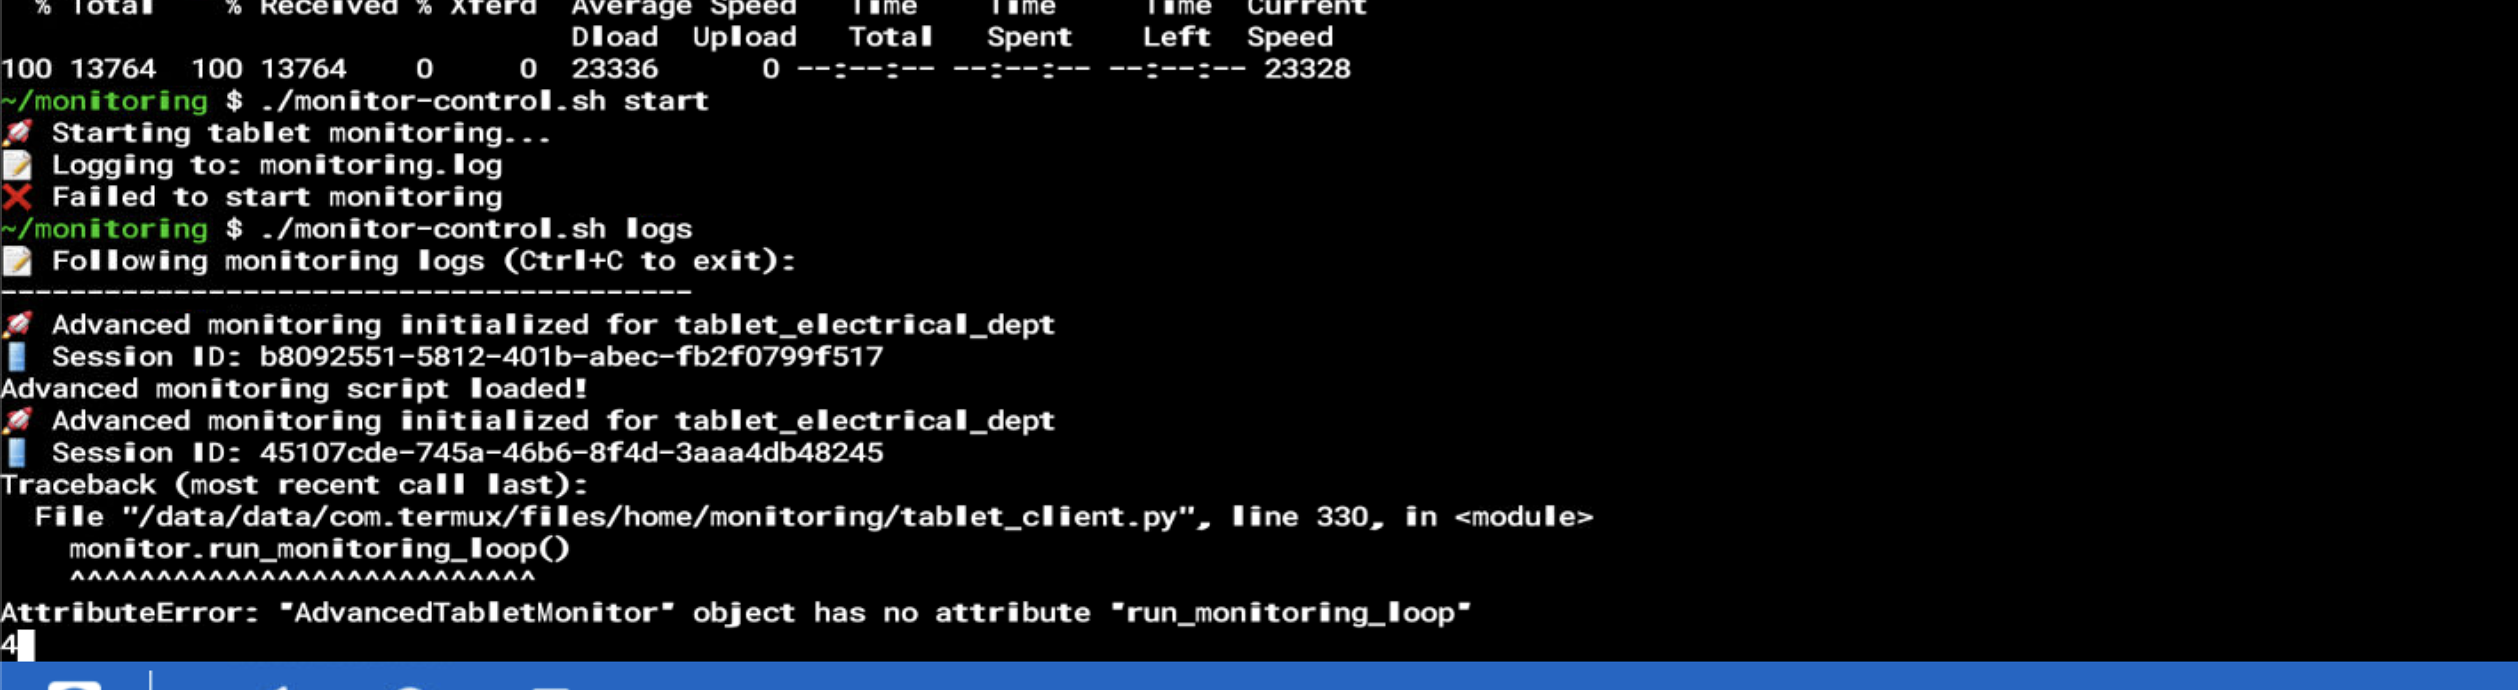 % Total % Received % Xferd Average Speed Time Time Time Current
Dload Upload Total Spent Left Speed
100 13764 100 13764 0 0 23336 0 --:--:-- --:--:-- --:--:-- 23328
~/monitoring $ ./monitor-control.sh start
🚀 Starting tablet monitoring...
📝 Logging to: monitoring.log
❌ Failed to start monitoring
~/monitoring $ ./monitor-control.sh logs
📝 Following monitoring logs (Ctrl+C to exit):
----------------------------------------
🚀 Advanced monitoring initialized for tablet_electrical_dept
Session ID: b8092551-5812-401b-abec-fb2f0799f517
Advanced monitoring script loaded!
🚀 Advanced monitoring initialized for tablet_electrical_dept
Session ID: 45107cde-745a-46b6-8f4d-3aaa4db48245
Traceback (most recent call last):
File "/data/data/com.termux/files/home/monitoring/tablet_client.py", line 330, in <module>
monitor.run_monitoring_loop()
^^^^^^^^^^^^^^^^^^^^^^^^^^^
AttributeError: "AdvancedTabletMonitor" object has no attribute "run_monitoring_loop"
4